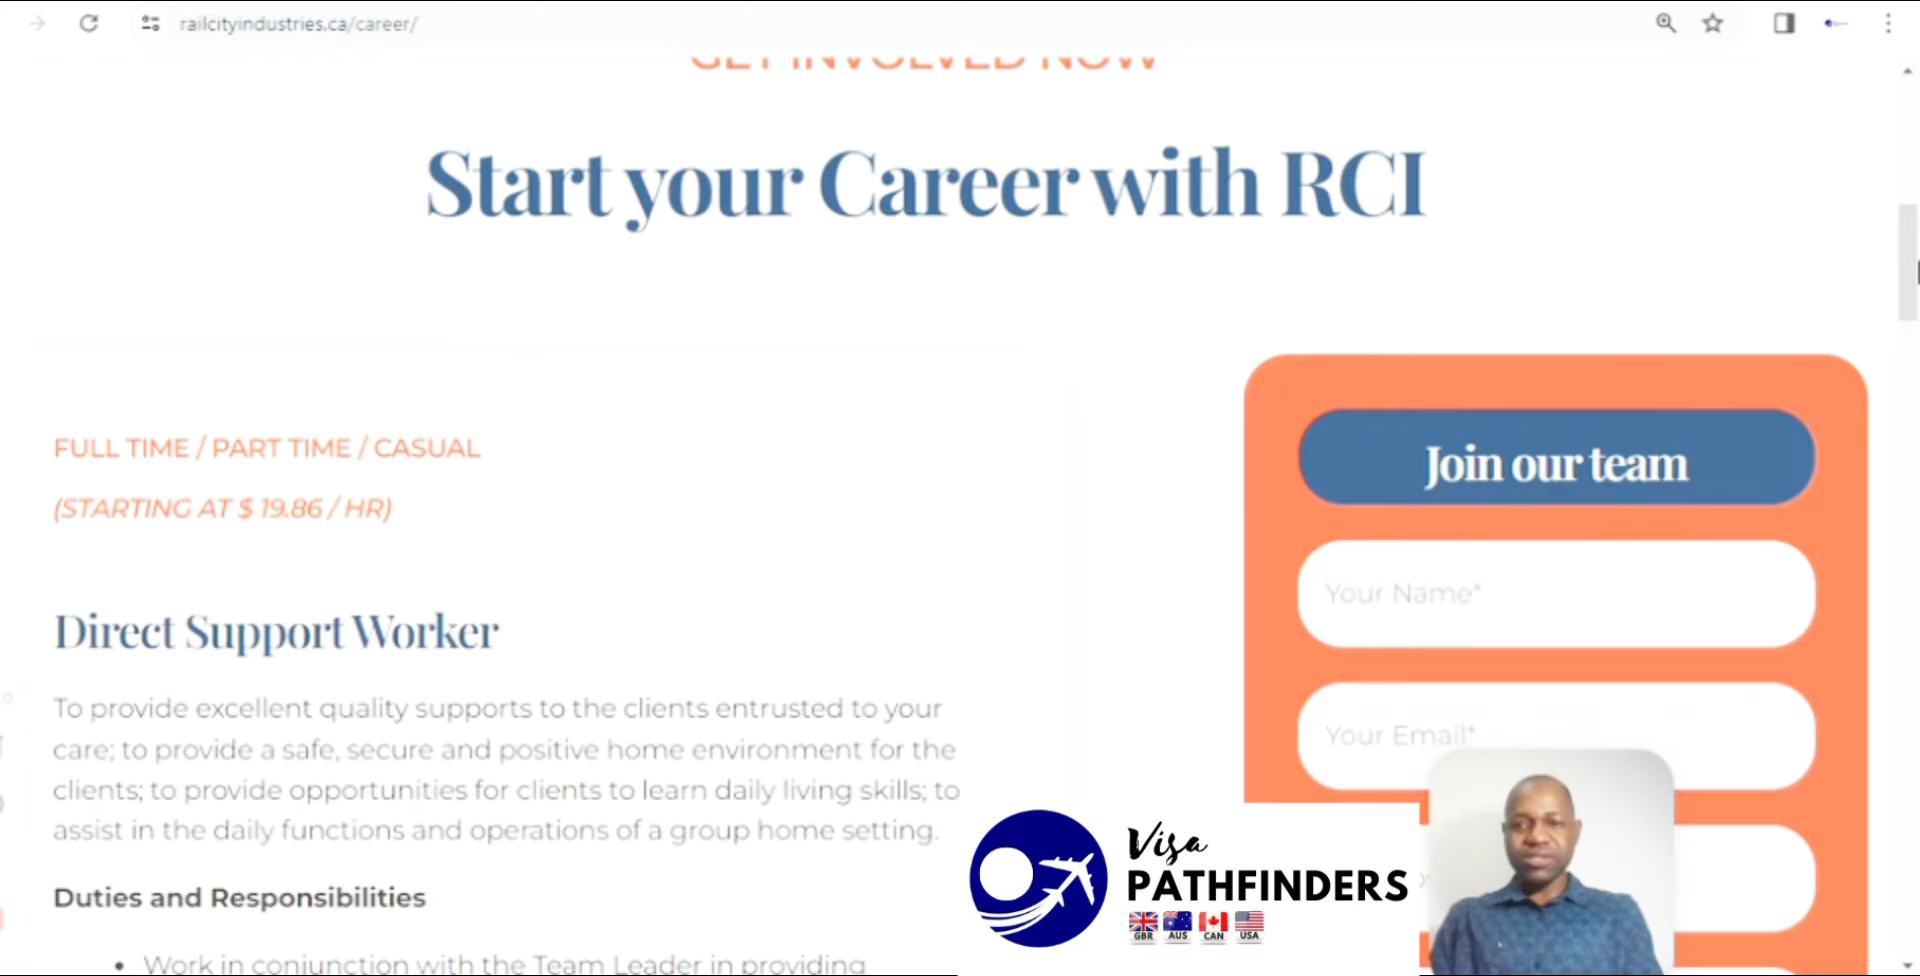 railcityindustries.ca/career/
GET INVOLVED NOW
Start your Career with RCI
FULL TIME / PART TIME / CASUAL
(STARTING AT $ 19.86 / HR)
Direct Support Worker
To provide excellent quality supports to the clients entrusted to your
care; to provide a safe, secure and positive home environment for the
clients; to provide opportunities for clients to learn daily living skills; to
assist in the daily functions and operations of a group home setting.
Duties and Responsibilities
• Work in conjunction with the Team Leader in providing
Join our team
Your Name*
Your Email*
Visa
PATHFINDERS
GBR AUS CAN USA